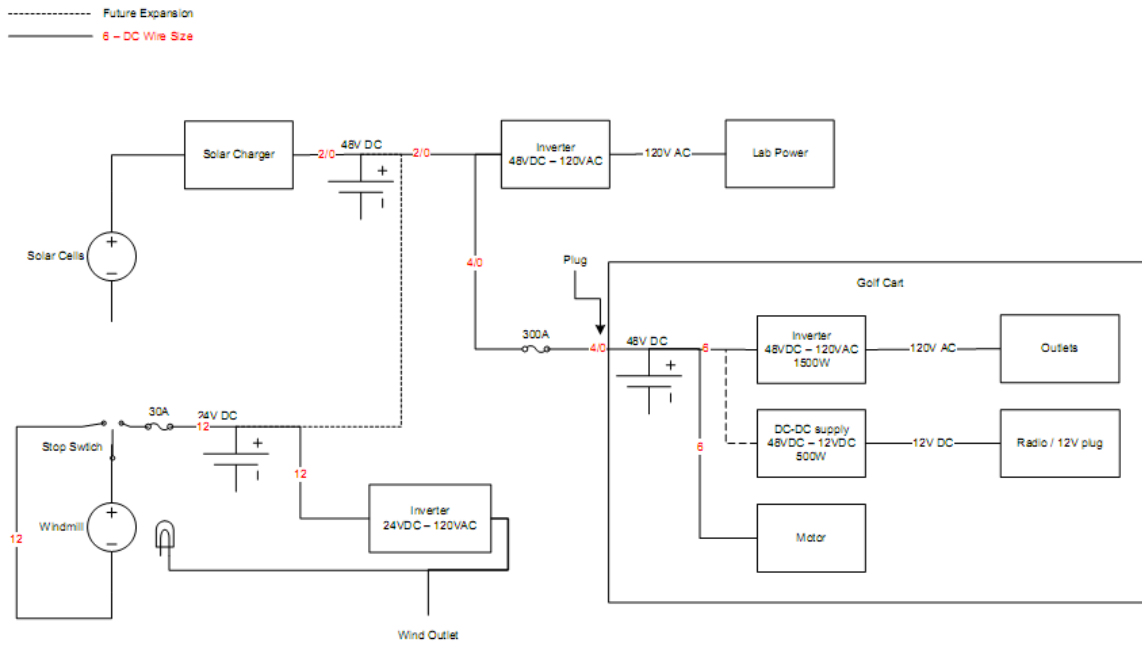 Future Expansion
6 – DC Wire Size
Solar Charger
2/0
48V DC
2/0
Inverter
48VDC – 120VAC
120V AC
Lab Power
+
Solar Cells
+
–
4/0
Plug
Golf Cart
300A
4/0
48V DC
+
6
Inverter
48VDC – 120VAC
1500W
120V AC
Outlets
DC-DC supply
48VDC – 12VDC
500W
12V DC
Radio / 12V plug
6
Motor
30A
24V DC
12
Stop Swtich
+
12
Windmill
+
–
12
Inverter
24VDC – 120VAC
Wind Outlet